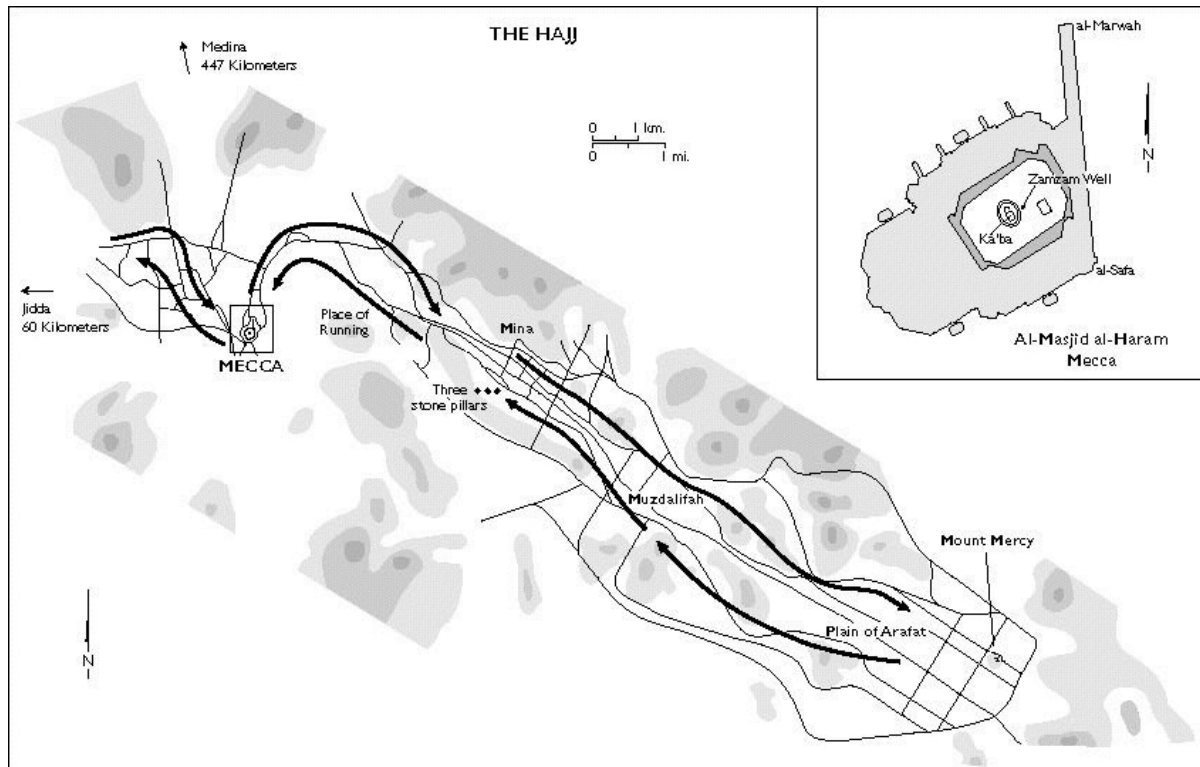 THE HAJJ
Medina
447 Kilometers
0 1 km.
0 1 mi.
Jidda
60 Kilometers
MECCA
Place of
Running
Mina
Three
stone pillars
Muzdalifah
Mount Mercy
Plain of Arafat
N
al-Marwah
N
Zamzam Well
Ká'ba
al-Safa
Al-Masjid al-Haram
Mecca